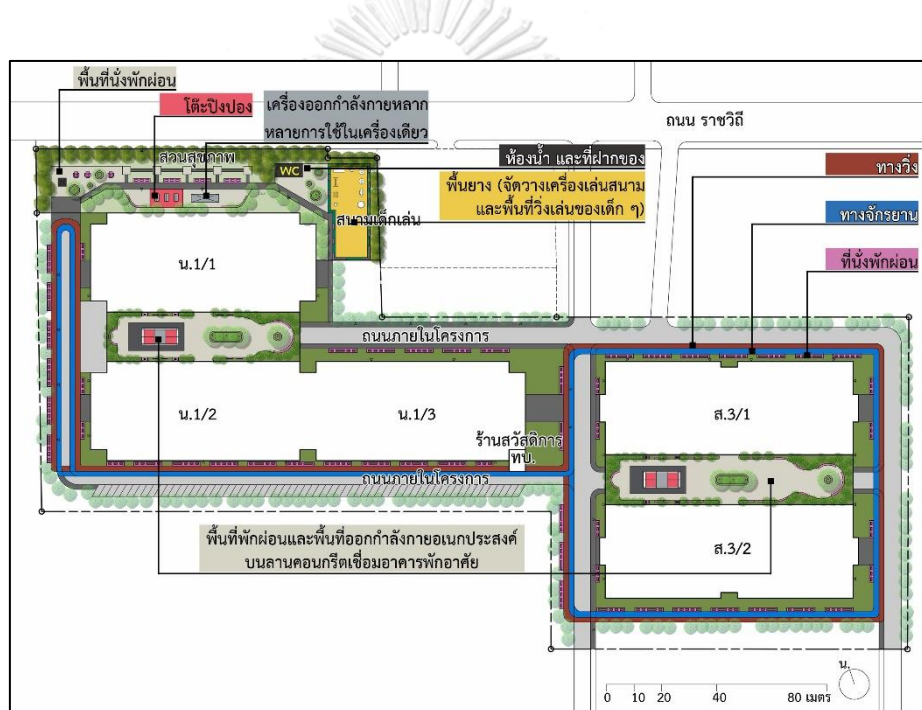 พื้นที่นั่งพักผ่อน
โต๊ะปิงปอง
เครื่องออกกำลังกายหลาก
หลายการใช้ในเครื่องเดียว
ถนน ราชวิถี
สวนสุขภาพ
WC
ห้องน้ำ และที่ฝากของ
พื้นยาง (จัดวางเครื่องเล่นสนาม
และพื้นที่วิ่งเล่นของเด็ก ๆ)
สนามเด็กเล่น
ทางวิ่ง
ทางจักรยาน
ที่นั่งพักผ่อน
น.1/1
ถนนภายในโครงการ
น.1/2
น.1/3
ส.3/1
ร้านสวัสดิการ
ทบ.
ถนนภายในโครงการ
พื้นที่พักผ่อนและพื้นที่ออกกำลังกายอเนกประสงค์
บนลานคอนกรีตเชื่อมอาคารพักอาศัย
ส.3/2
น.
0 10 20 40 80 เมตร